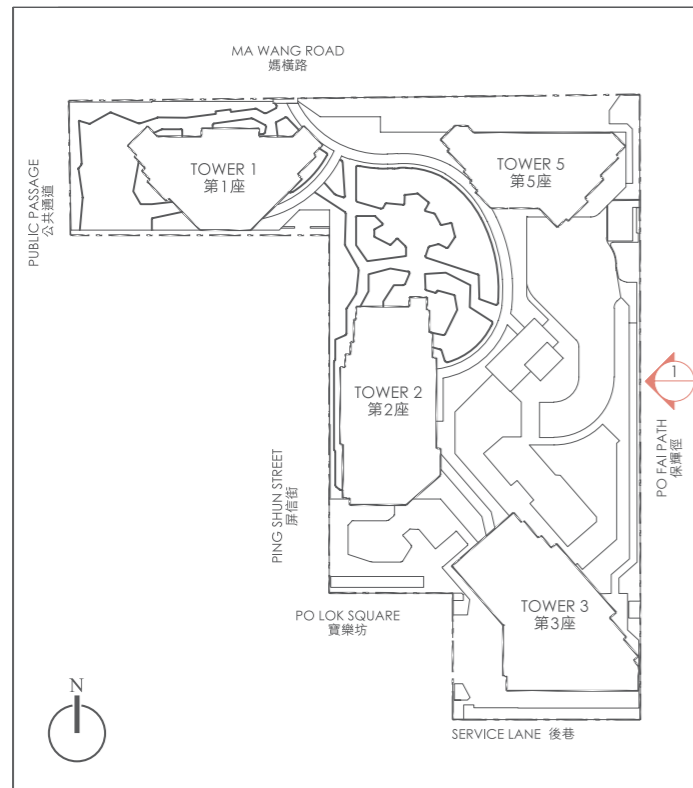 MA WANG ROAD
媽橫路
PUBLIC PASSAGE
公共通道
TOWER 1
第1座
TOWER 5
第5座
TOWER 2
第2座
1
PO FAI PATH
保輝徑
PING SHUN STREET
屏信街
PO LOK SQUARE
寶樂坊
TOWER 3
第3座
N
SERVICE LANE 後巷